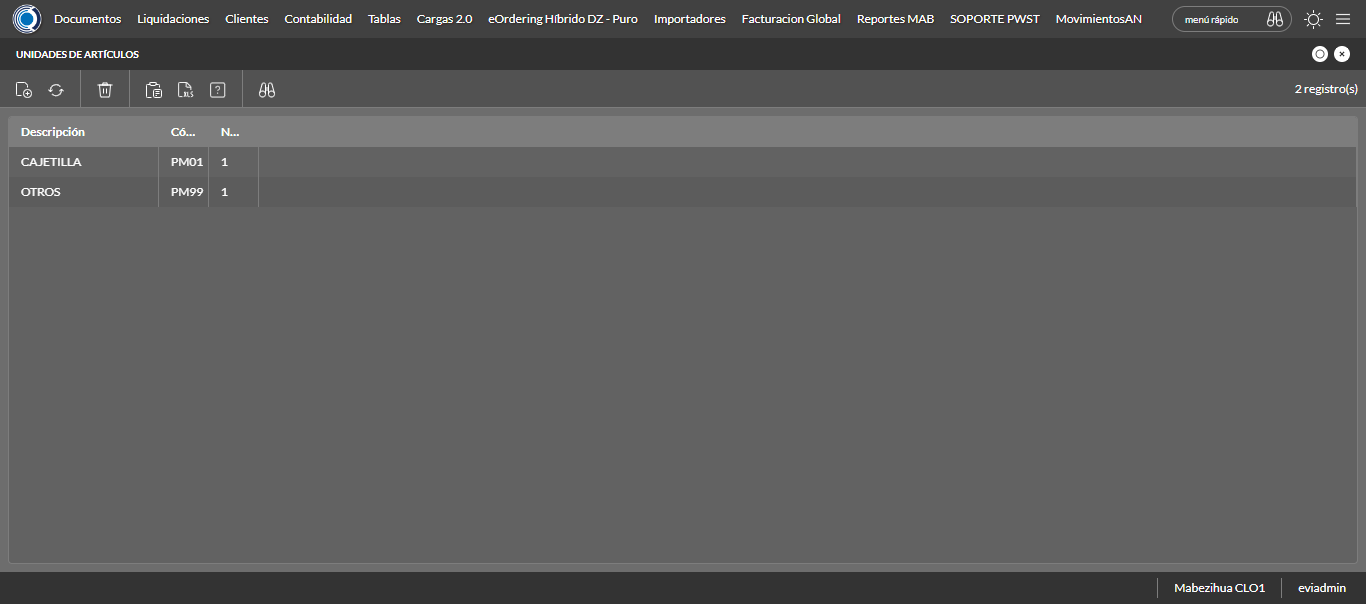 Documentos Liquidaciones Clientes Contabilidad Tablas Cargas 2.0 eOrdering Híbrido DZ - Puro Importadores Facturacion Global Reportes MAB SOPORTE PWST MovimientosAN menú rápido
UNIDADES DE ARTÍCULOS
XLS ? 2 registro(s)
Descripción Có... N...
CAJETILLA PM01 1
OTROS PM99 1
Mabezihua CLO1 eviadmin